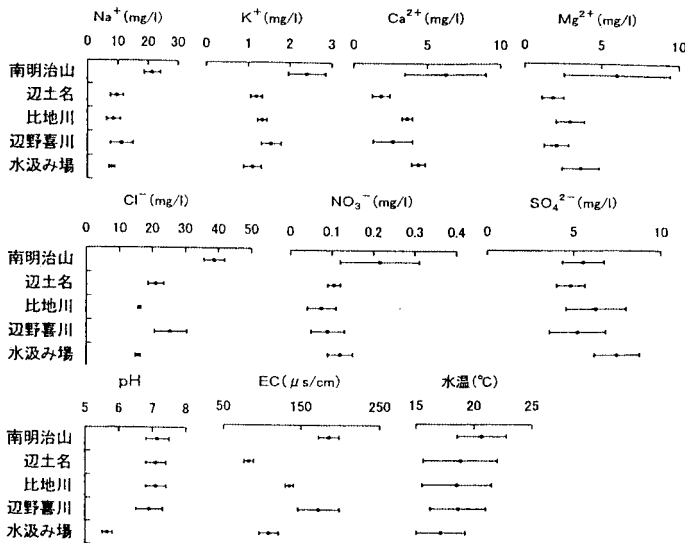 Na⁺ (mg/l) K⁺ (mg/l) Ca²⁺ (mg/l) Mg²⁺ (mg/l)
0 10 20 30 0 1 2 3 0 5 10 0 5 10
南明治山
辺土名
比地川
辺野喜川
水汲み場
Cl⁻ (mg/l) NO₃⁻ (mg/l) SO₄²⁻ (mg/l)
0 10 20 30 40 50 0 0.1 0.2 0.3 0.4 0 5 10
南明治山
辺土名
比地川
辺野喜川
水汲み場
pH EC (μs/cm) 水温 (℃)
5 6 7 8 50 150 250 15 20 25
南明治山
辺土名
比地川
辺野喜川
水汲み場